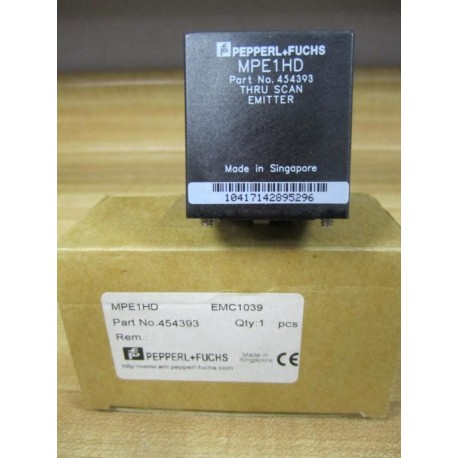 PEPPERL+FUCHS
MPE1HD
Part No. 454393
THRU SCAN
EMITTER
Made in Singapore
10417142895296
MPE1HD EMC1039
Part No.454393 Qty:1 pcs
Rem.:
PEPPERL+FUCHS Made in Singapore CE
http://www.am.pepperl-fuchs.com